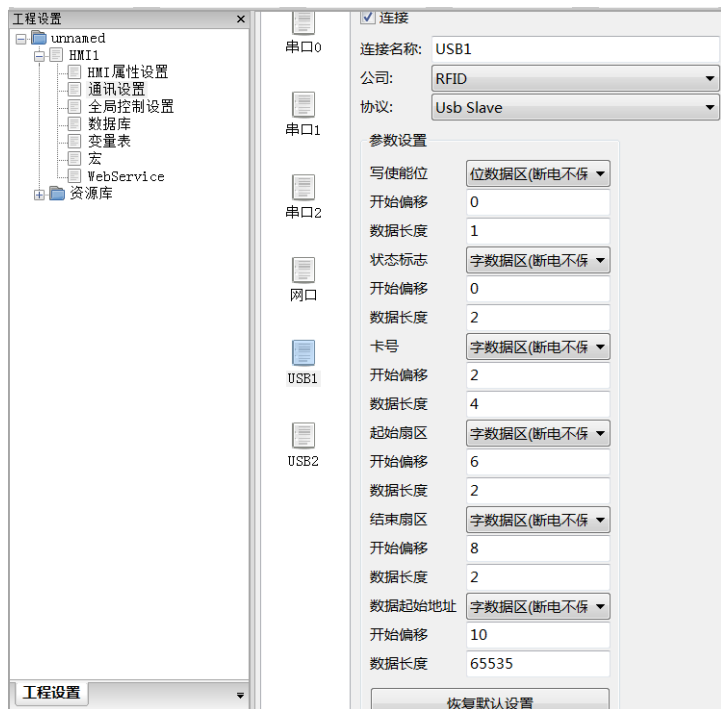 工程设置 ×
unnamed
HMI1
HMI属性设置
通讯设置
全局控制设置
数据库
变量表
宏
WebService
资源库
工程设置
串口0
串口1
串口2
网口
USB1
USB2
连接
连接名称: USB1
公司: RFID
协议: Usb Slave
参数设置
写使能位 位数据区(断电不保
开始偏移 0
数据长度 1
状态标志 字数据区(断电不保
开始偏移 0
数据长度 2
卡号 字数据区(断电不保
开始偏移 2
数据长度 4
起始扇区 字数据区(断电不保
开始偏移 6
数据长度 2
结束扇区 字数据区(断电不保
开始偏移 8
数据长度 2
数据起始地址 字数据区(断电不保
开始偏移 10
数据长度 65535
恢复默认设置